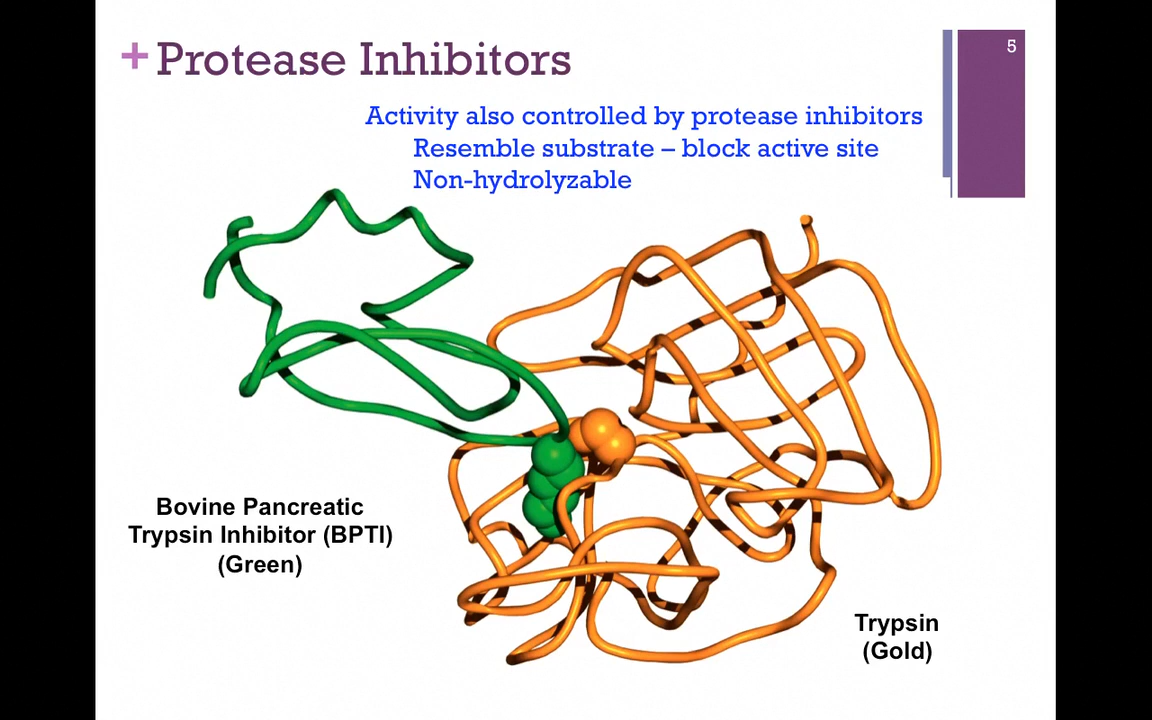 + Protease Inhibitors
5
Activity also controlled by protease inhibitors
Resemble substrate – block active site
Non-hydrolyzable
Bovine Pancreatic
Trypsin Inhibitor (BPTI)
(Green)
Trypsin
(Gold)